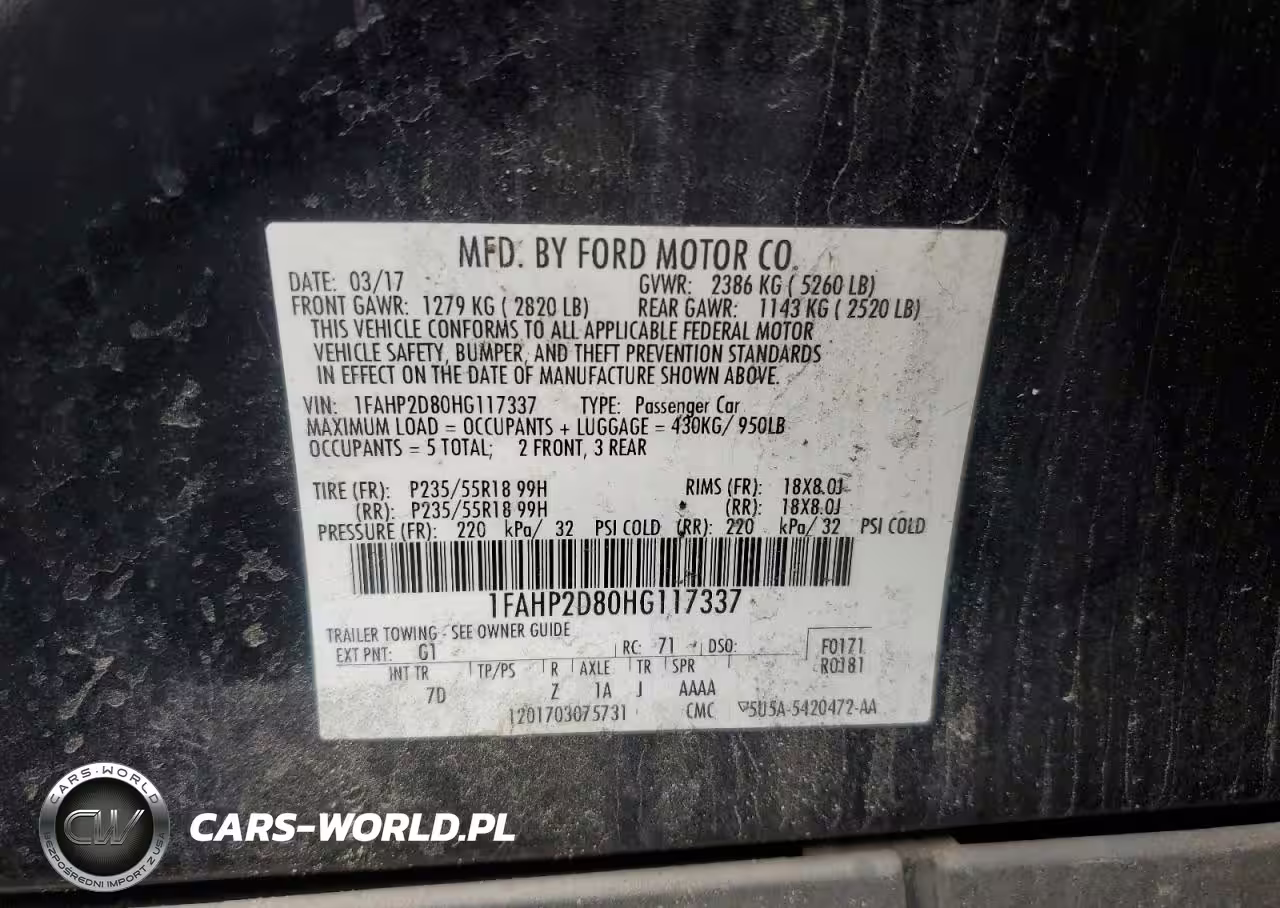 MFD. BY FORD MOTOR CO.
DATE: 03/17 GVWR: 2386 KG ( 5260 LB)
FRONT GAWR: 1279 KG ( 2820 LB) REAR GAWR: 1143 KG ( 2520 LB)
THIS VEHICLE CONFORMS TO ALL APPLICABLE FEDERAL MOTOR
VEHICLE SAFETY, BUMPER, AND THEFT PREVENTION STANDARDS
IN EFFECT ON THE DATE OF MANUFACTURE SHOWN ABOVE.
VIN: 1FAHP2D80HG117337 TYPE: Passenger Car
MAXIMUM LOAD = OCCUPANTS + LUGGAGE = 430KG/ 950LB
OCCUPANTS = 5 TOTAL; 2 FRONT, 3 REAR
TIRE (FR): P235/55R18 99H RIMS (FR): 18X8.0J
(RR): P235/55R18 99H (RR): 18X8.0J
PRESSURE (FR): 220 kPa/ 32 PSI COLD (RR): 220 kPa/ 32 PSI COLD
1FAHP2D80HG117337
TRAILER TOWING - SEE OWNER GUIDE
EXT PNT: G1 RC: 71 DSO: F0171
R0181
INT TR TP/PS R AXLE TR SPR
7D Z 1A J AAAA
1201703075731 CMC 5U5A-5420472-AA
CARS-WORLD
CW
BEZPOŚREDNI IMPORT Z USA
CARS-WORLD.PL